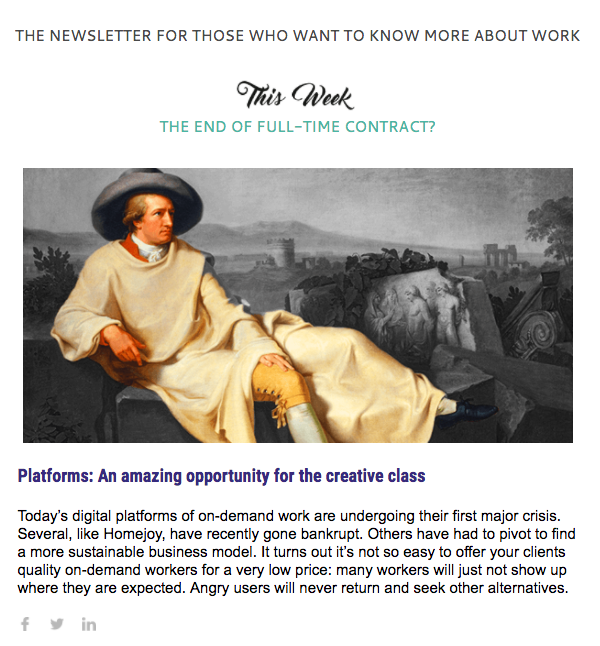 THE NEWSLETTER FOR THOSE WHO WANT TO KNOW MORE ABOUT WORK
This Week
THE END OF FULL-TIME CONTRACT?
Platforms: An amazing opportunity for the creative class
Today's digital platforms of on-demand work are undergoing their first major crisis.
Several, like Homejoy, have recently gone bankrupt. Others have had to pivot to find
a more sustainable business model. It turns out it's not so easy to offer your clients
quality on-demand workers for a very low price: many workers will just not show up
where they are expected. Angry users will never return and seek other alternatives.